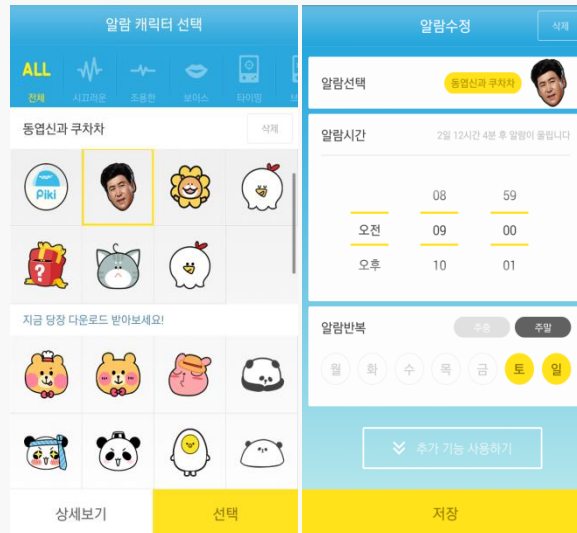 알람 캐릭터 선택
ALL
전체 시끄러운 조용한 보이스 타이밍
동엽신과 쿠차차 삭제
Piki
?
지금 당장 다운로드 받아보세요!
상세보기 선택
알람수정 삭제
알람선택 동엽신과 쿠차차
알람시간 2일 12시간 4분 후 알람이 울립니다
08 59
오전 09 00
오후 10 01
알람반복 주중 주말
월 화 수 목 금 토 일
추가 기능 사용하기
저장